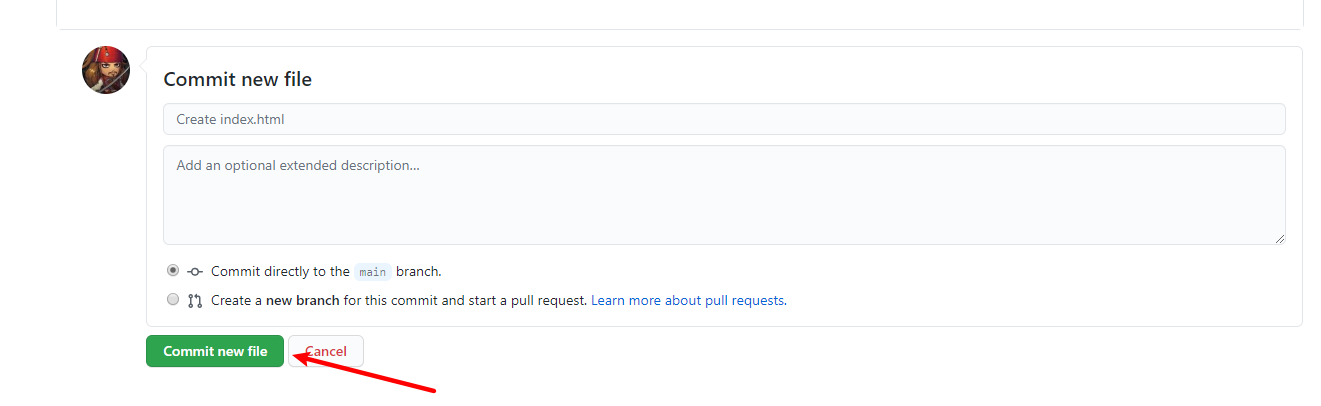 Commit new file
Create index.html
Add an optional extended description...
Commit directly to the main branch.
Create a new branch for this commit and start a pull request. Learn more about pull requests.
Commit new file Cancel